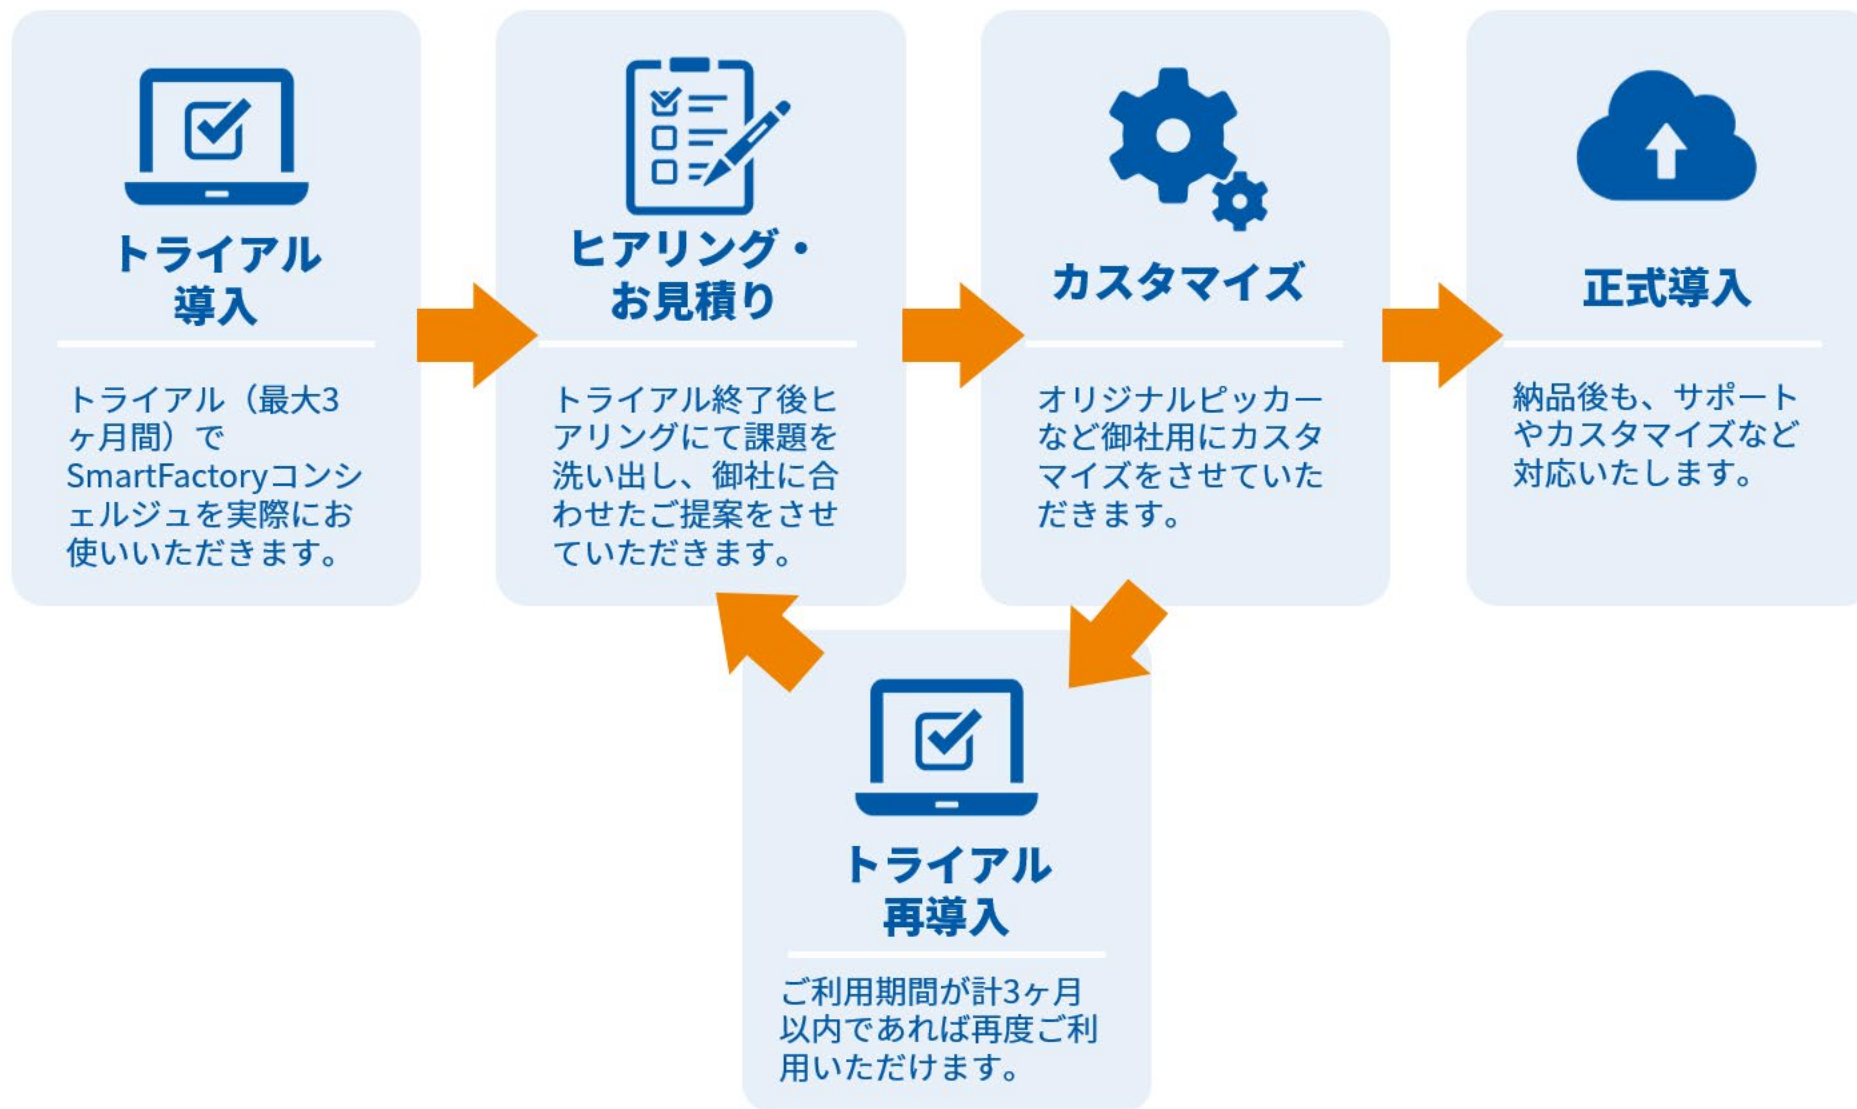 トライアル
導入
トライアル（最大3
ヶ月間）で
SmartFactoryコンシ
ェルジュを実際にお
使いいただきます。
ヒアリング・
お見積り
トライアル終了後ヒ
アリングにて課題を
洗い出し、御社に合
わせたご提案をさせ
ていただきます。
カスタマイズ
オリジナルピッカー
など御社用にカスタ
マイズをさせていた
だきます。
正式導入
納品後も、サポート
やカスタマイズなど
対応いたします。
トライアル
再導入
ご利用期間が計3ヶ月
以内であれば再度ご利
用いただけます。